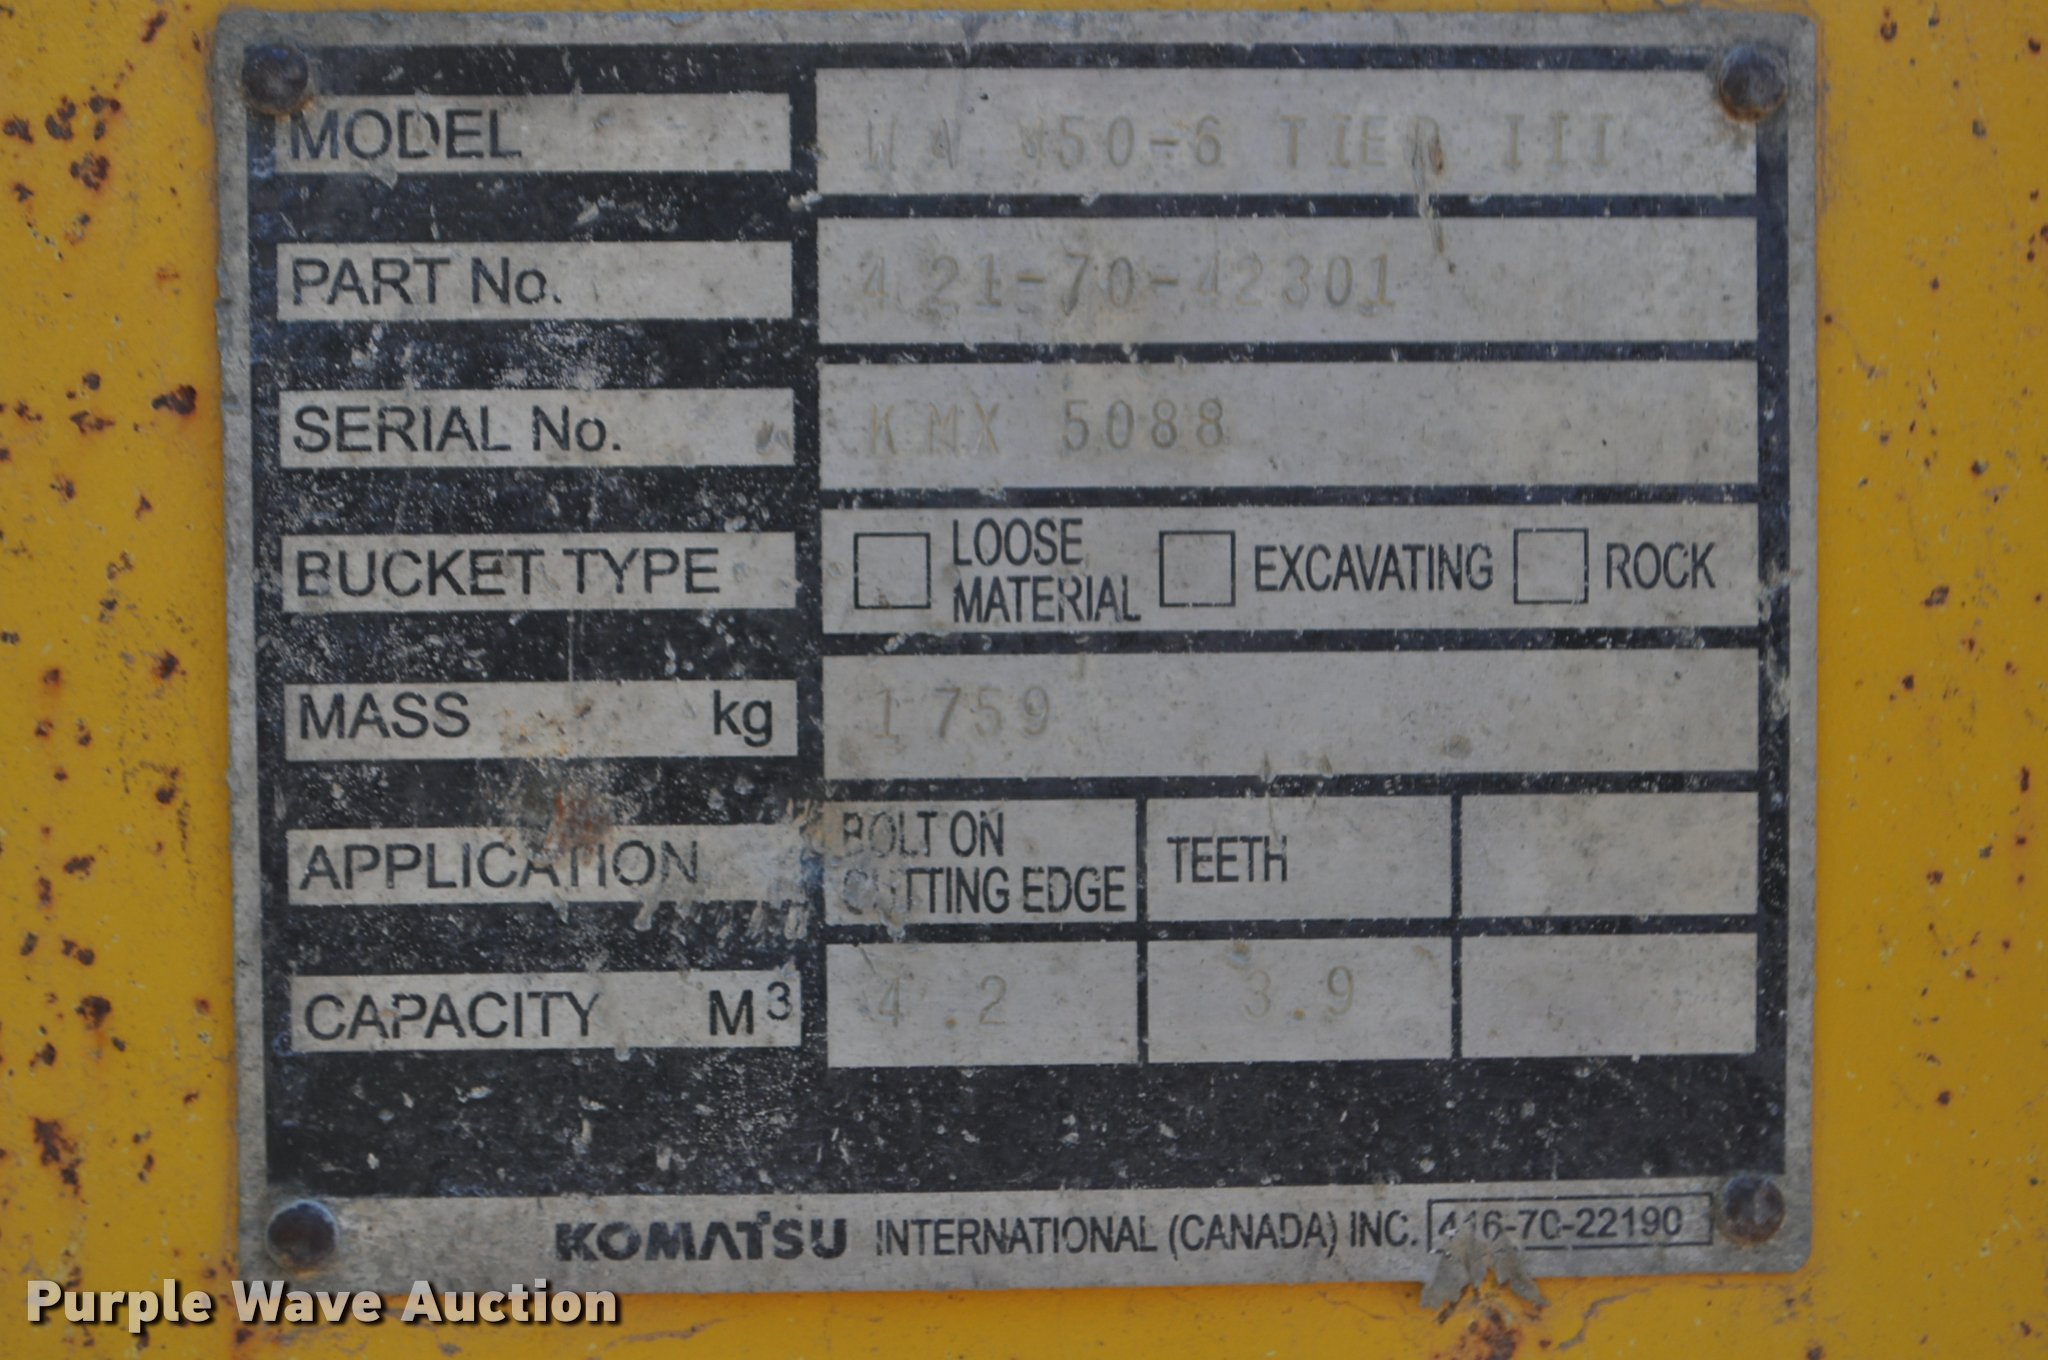 MODEL 50-6 TIER III
PART No. 421-70-42301
SERIAL No. KMX 5088
BUCKET TYPE LOOSE MATERIAL EXCAVATING ROCK
MASS kg 1759
APPLICATION BOLT ON CUTTING EDGE TEETH
CAPACITY M³ 4.2 3.9
KOMATSU INTERNATIONAL (CANADA) INC. 416-70-22190
Purple Wave Auction